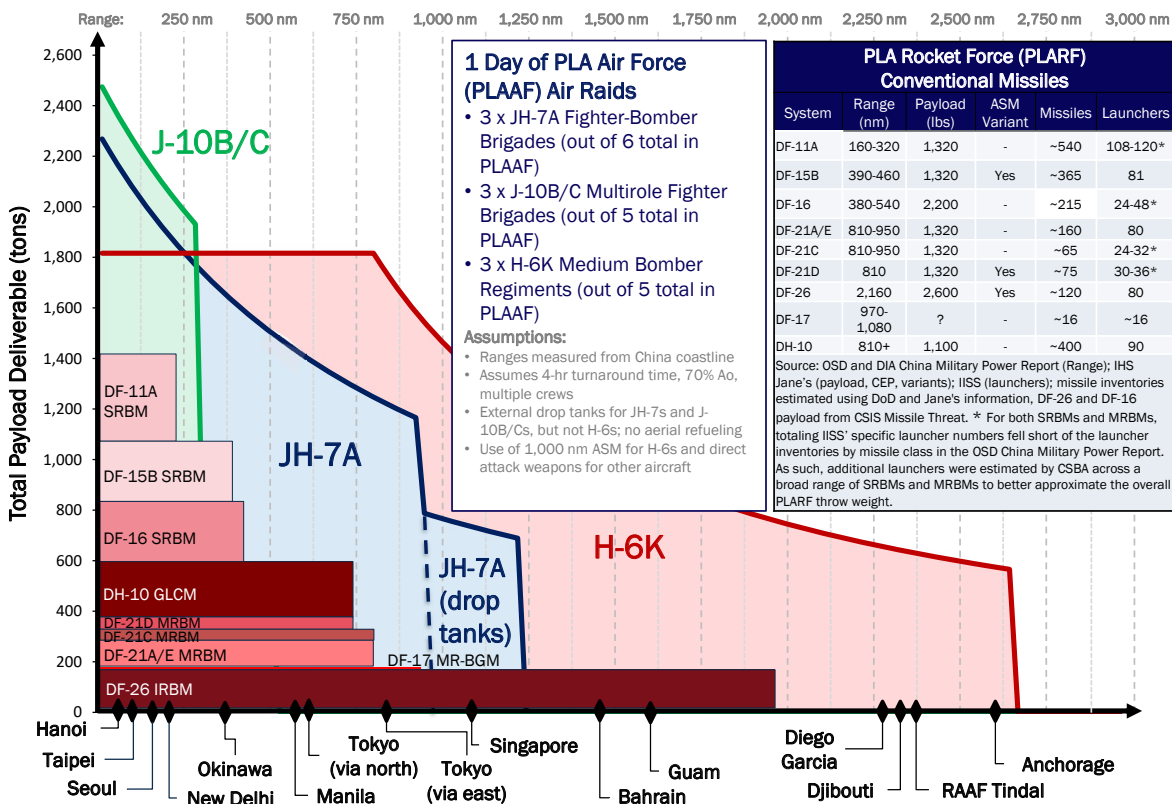 Range: 250 nm 500 nm 750 nm 1,000 nm 1,250 nm 1,500 nm 1,750 nm 2,000 nm 2,250 nm 2,500 nm 2,750 nm 3,000 nm
Total Payload Deliverable (tons)
2,600
2,400
2,200
2,000
1,800
1,600
1,400
1,200
1,000
800
600
400
200
0
J-10B/C
JH-7A
JH-7A
(drop
tanks)
H-6K
DF-11A
SRBM
DF-15B SRBM
DF-16 SRBM
DH-10 GLCM
DF-21D MRBM
DF-21C MRBM
DF-21A/E MRBM
DF-17 MR-BGM
DF-26 IRBM
1 Day of PLA Air Force
(PLAAF) Air Raids
• 3 x JH-7A Fighter-Bomber
Brigades (out of 6 total in
PLAAF)
• 3 x J-10B/C Multirole Fighter
Brigades (out of 5 total in
PLAAF)
• 3 x H-6K Medium Bomber
Regiments (out of 5 total in
PLAAF)
Assumptions:
• Ranges measured from China coastline
• Assumes 4-hr turnaround time, 70% Ao,
multiple crews
• External drop tanks for JH-7s and J-
10B/Cs, but not H-6s; no aerial refueling
• Use of 1,000 nm ASM for H-6s and direct
attack weapons for other aircraft
PLA Rocket Force (PLARF)
Conventional Missiles
System Range (nm) Payload (lbs) ASM Variant Missiles Launchers
DF-11A 160-320 1,320 - ~540 108-120*
DF-15B 390-460 1,320 Yes ~365 81
DF-16 380-540 2,200 - ~215 24-48*
DF-21A/E 810-950 1,320 - ~160 80
DF-21C 810-950 1,320 - ~65 24-32*
DF-21D 810 1,320 Yes ~75 30-36*
DF-26 2,160 2,600 Yes ~120 80
DF-17 970-1,080 ? - ~16 ~16
DH-10 810+ 1,100 - ~400 90
Source: OSD and DIA China Military Power Report (Range); IHS
Jane's (payload, CEP, variants); IISS (launchers); missile inventories
estimated using DoD and Jane's information, DF-26 and DF-16
payload from CSIS Missile Threat. * For both SRBMs and MRBMs,
totaling IISS' specific launcher numbers fell short of the launcher
inventories by missile class in the OSD China Military Power Report.
As such, additional launchers were estimated by CSBA across a
broad range of SRBMs and MRBMs to better approximate the overall
PLARF throw weight.
Hanoi
Taipei
Seoul
New Delhi
Okinawa
Manila
Tokyo
(via north)
Tokyo
(via east)
Singapore
Bahrain
Guam
Diego
Garcia
Djibouti
RAAF Tindal
Anchorage